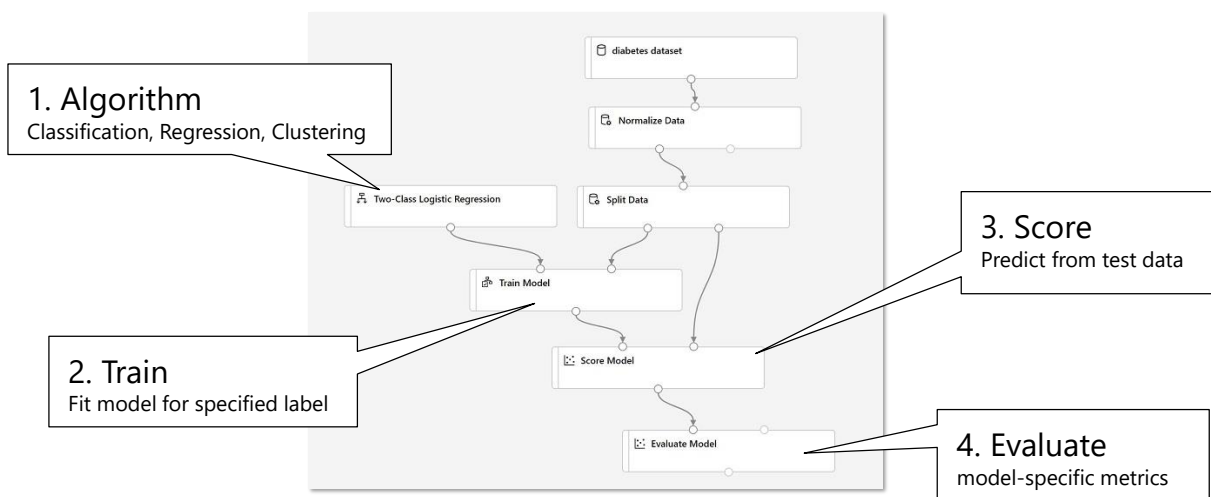 diabetes dataset
1. Algorithm
Classification, Regression, Clustering
Normalize Data
Two-Class Logistic Regression
Split Data
3. Score
Predict from test data
Train Model
2. Train
Fit model for specified label
Score Model
Evaluate Model
4. Evaluate
model-specific metrics